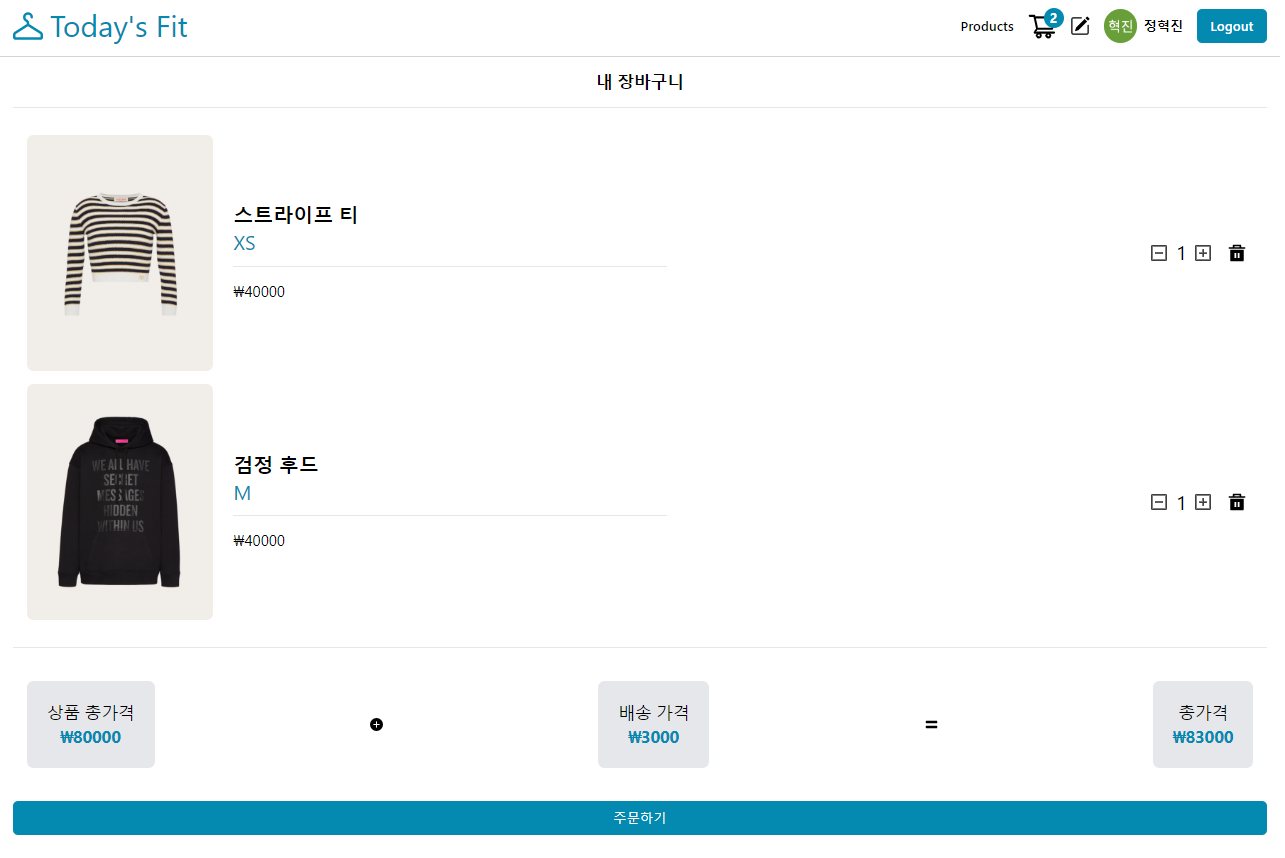 Today's Fit
Products
2
혁진
정혁진
Logout
내 장바구니
스트라이프 티
XS
₩40000
1
WE ALL HAVE
SECRET
MESSAGES
HIDDEN
WITHIN US
검정 후드
M
₩40000
1
상품 총가격
₩80000
배송 가격
₩3000
총가격
₩83000
주문하기